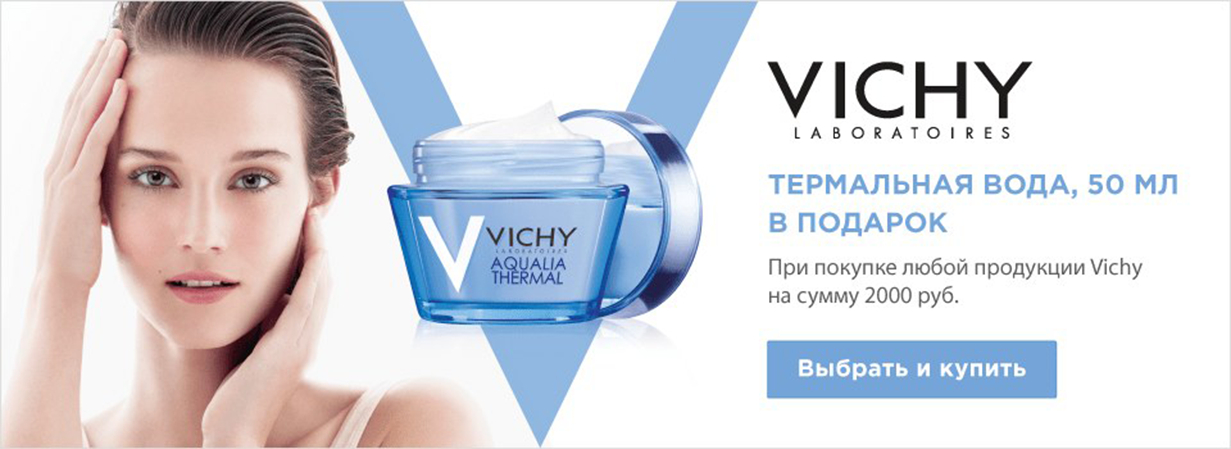 VICHY
LABORATOIRES
ТЕРМАЛЬНАЯ ВОДА, 50 МЛ
В ПОДАРОК
При покупке любой продукции Vichy
на сумму 2000 руб.
Выбрать и купить
V VICHY
LABORATOIRES
AQUALIA
THERMAL